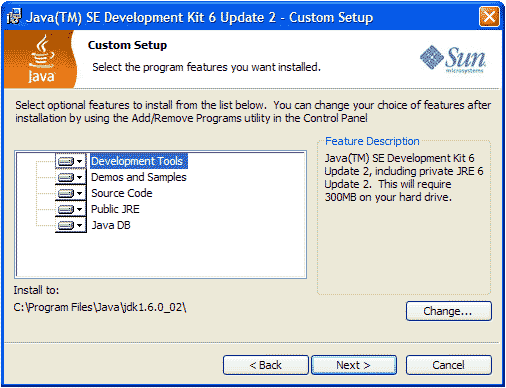 Java(TM) SE Development Kit 6 Update 2 - Custom Setup
Java
Custom Setup
Select the program features you want installed.
Sun
microsystems
Select optional features to install from the list below. You can change your choice of features after
installation by using the Add/Remove Programs utility in the Control Panel
Development Tools
Demos and Samples
Source Code
Public JRE
Java DB
Feature Description
Java(TM) SE Development Kit 6
Update 2, including private JRE 6
Update 2. This will require
300MB on your hard drive.
Install to:
C:\Program Files\Java\jdk1.6.0_02\
Change...
< Back
Next >
Cancel